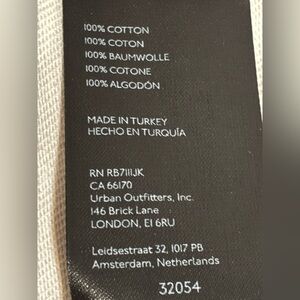 100% COTTON
100% COTON
100% BAUMWOLLE
100% COTONE
100% ALGODÓN
MADE IN TURKEY
HECHO EN TURQUÍA
RN RB7111JK
CA 66170
Urban Outfitters, Inc.
146 Brick Lane
LONDON, E1 6RU
Leidsestraat 32, 1017 PB
Amsterdam, Netherlands
32054